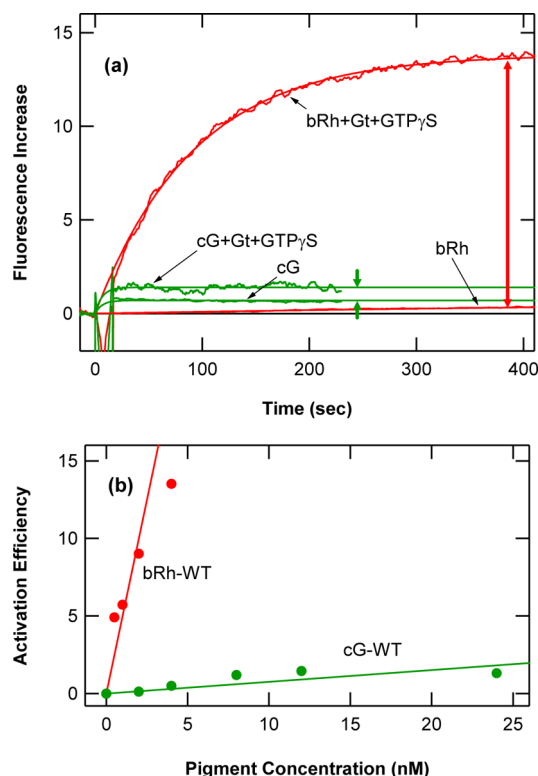 15
(a)
10
5
0
Fluorescence Increase
bRh+Gt+GTPγS
cG+Gt+GTPγS
cG
bRh
0
100
200
300
400
Time (sec)
15
(b)
10
5
0
Activation Efficiency
bRh-WT
cG-WT
0
5
10
15
20
25
Pigment Concentration (nM)